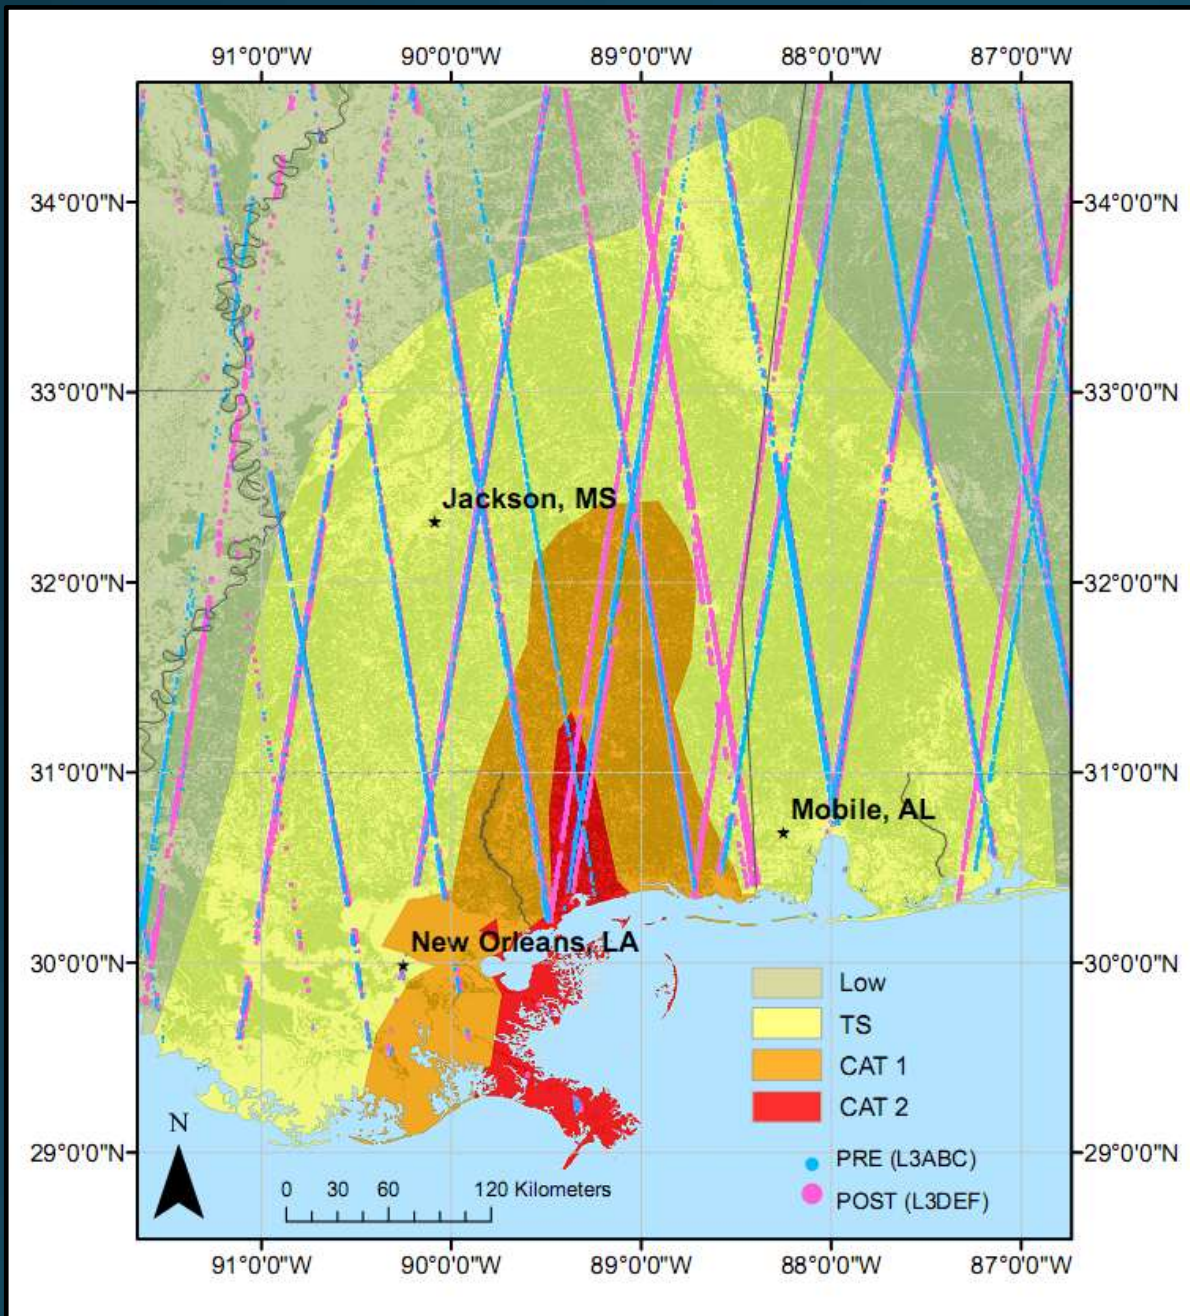 91°0'0"W 90°0'0"W 89°0'0"W 88°0'0"W 87°0'0"W
34°0'0"N 34°0'0"N
33°0'0"N 33°0'0"N
Jackson, MS
32°0'0"N 32°0'0"N
31°0'0"N 31°0'0"N
Mobile, AL
New Orleans, LA
30°0'0"N 30°0'0"N
Low
TS
CAT 1
CAT 2
N
29°0'0"N 29°0'0"N
PRE (L3ABC)
0 30 60 120 Kilometers
POST (L3DEF)
91°0'0"W 90°0'0"W 89°0'0"W 88°0'0"W 87°0'0"W